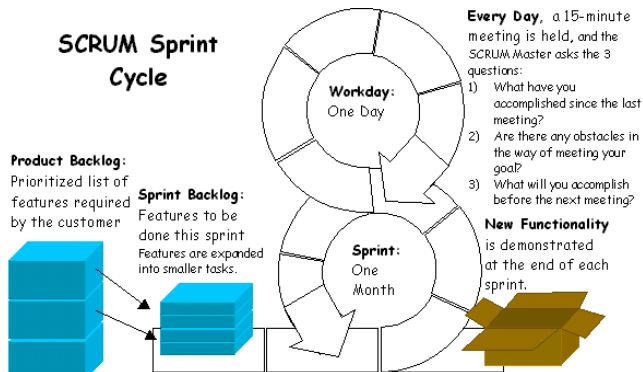 SCRUM Sprint
Cycle
Every Day, a 15-minute
meeting is held, and the
SCRUM Master asks the 3
questions:
1) What have you
accomplished since the last
meeting?
2) Are there any obstacles in
the way of meeting your
goal?
3) What will you accomplish
before the next meeting?
Workday:
One Day
Product Backlog:
Prioritized list of
features required
by the customer
Sprint Backlog:
Features to be
done this sprint
Features are expanded
into smaller tasks.
Sprint:
One
Month
New Functionality
is demonstrated
at the end of each
sprint.